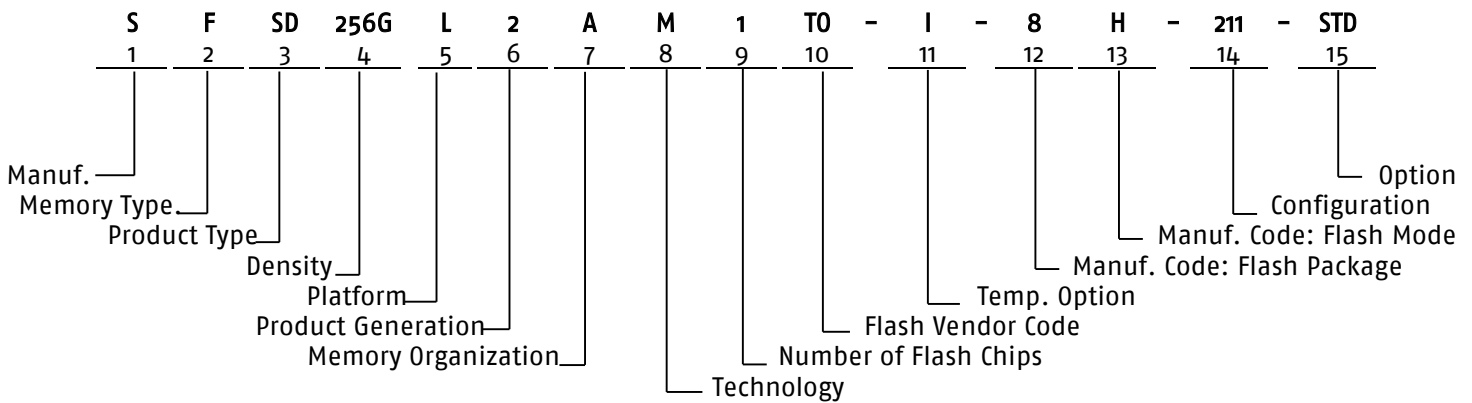 S F SD 256G L 2 A M 1 TO - I - 8 H - 211 - STD
1 2 3 4 5 6 7 8 9 10 11 12 13 14 15
Manuf. Option
Memory Type. Configuration
Product Type Manuf. Code: Flash Mode
Density Manuf. Code: Flash Package
Platform Temp. Option
Product Generation Flash Vendor Code
Memory Organization Number of Flash Chips
Technology